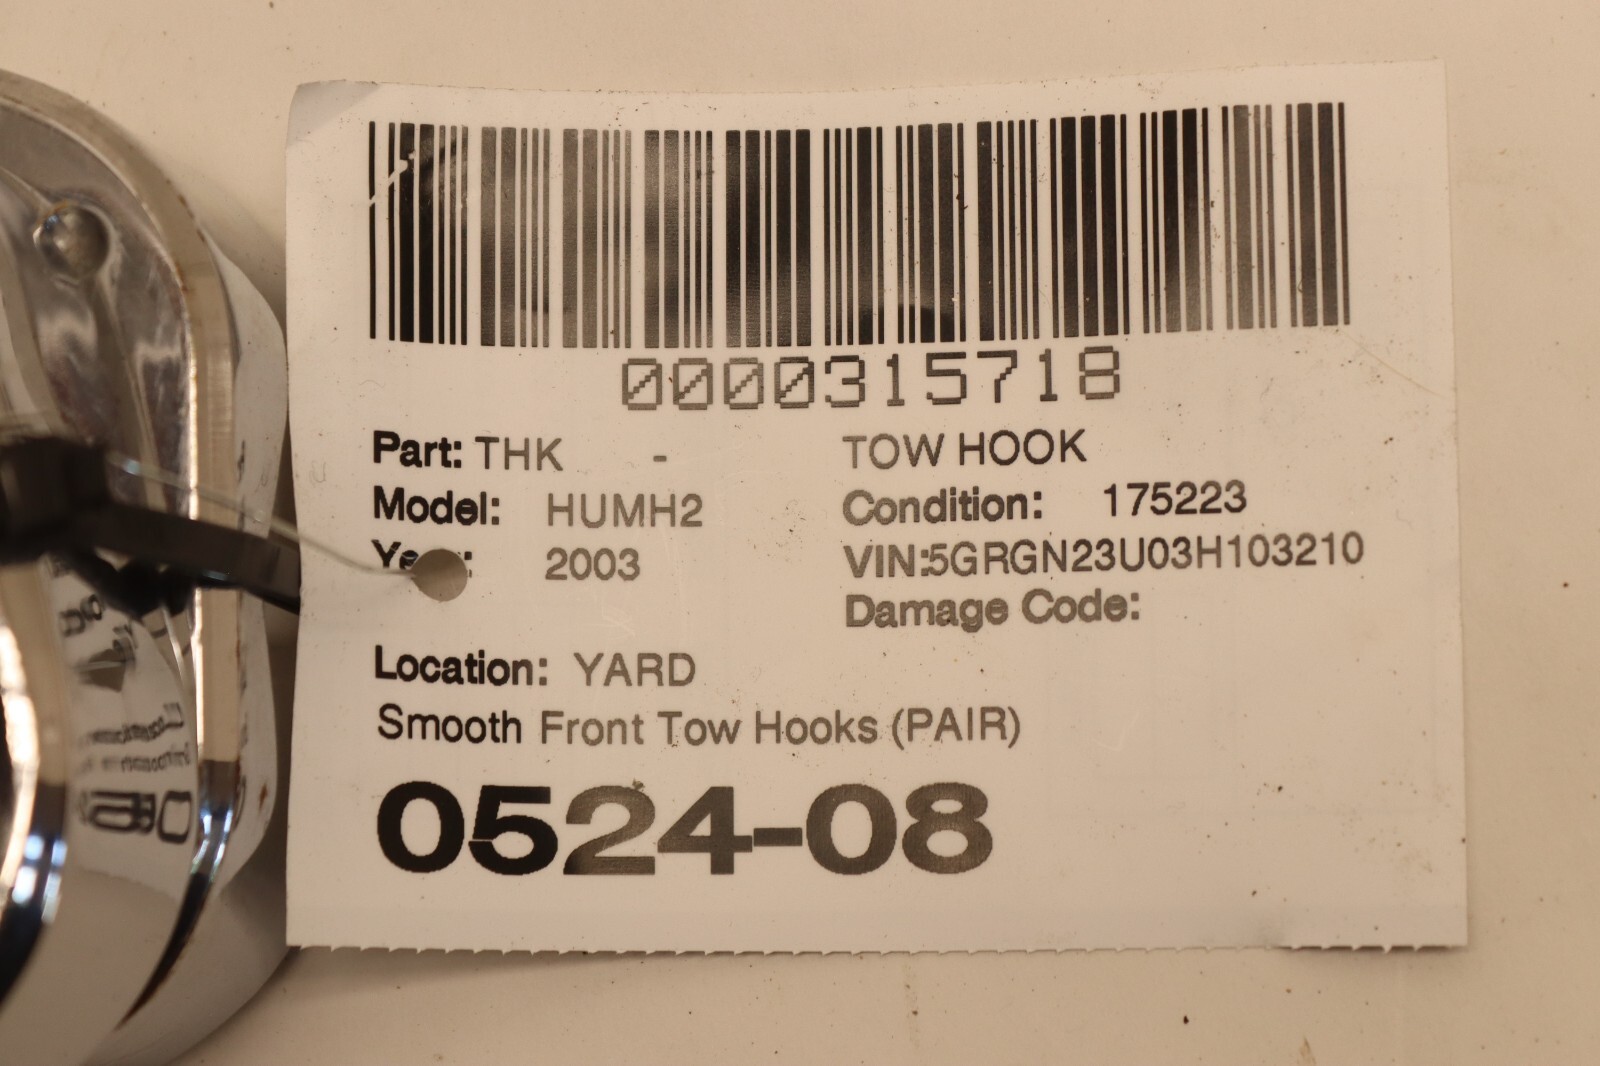 0000315718
Part: THK - TOW HOOK
Model: HUMH2 Condition: 175223
2003 VIN:5GRGN23U03H103210
Damage Code:
Location: YARD
Smooth Front Tow Hooks (PAIR)
0524-08